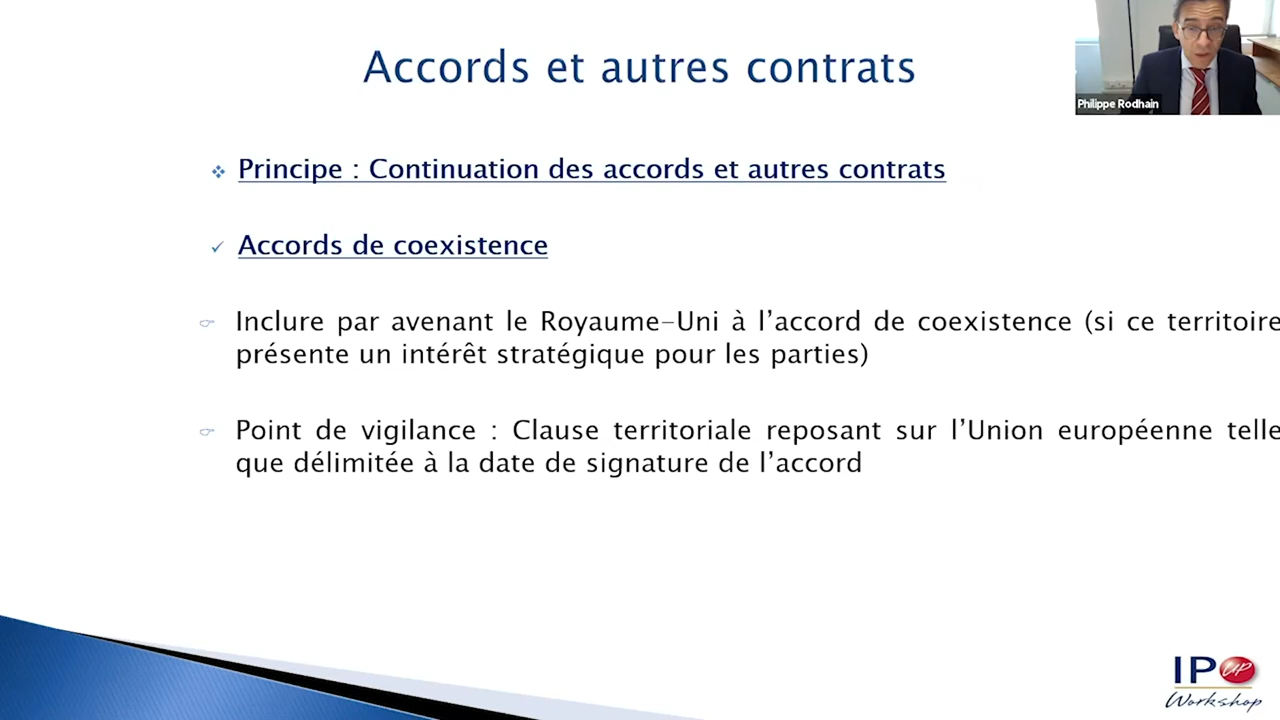 Accords et autres contrats
Philippe Rodhain
Principe : Continuation des accords et autres contrats
Accords de coexistence
Inclure par avenant le Royaume-Uni à l'accord de coexistence (si ce territoire
présente un intérêt stratégique pour les parties)
Point de vigilance : Clause territoriale reposant sur l'Union européenne telle
que délimitée à la date de signature de l'accord
IP UP
Workshop